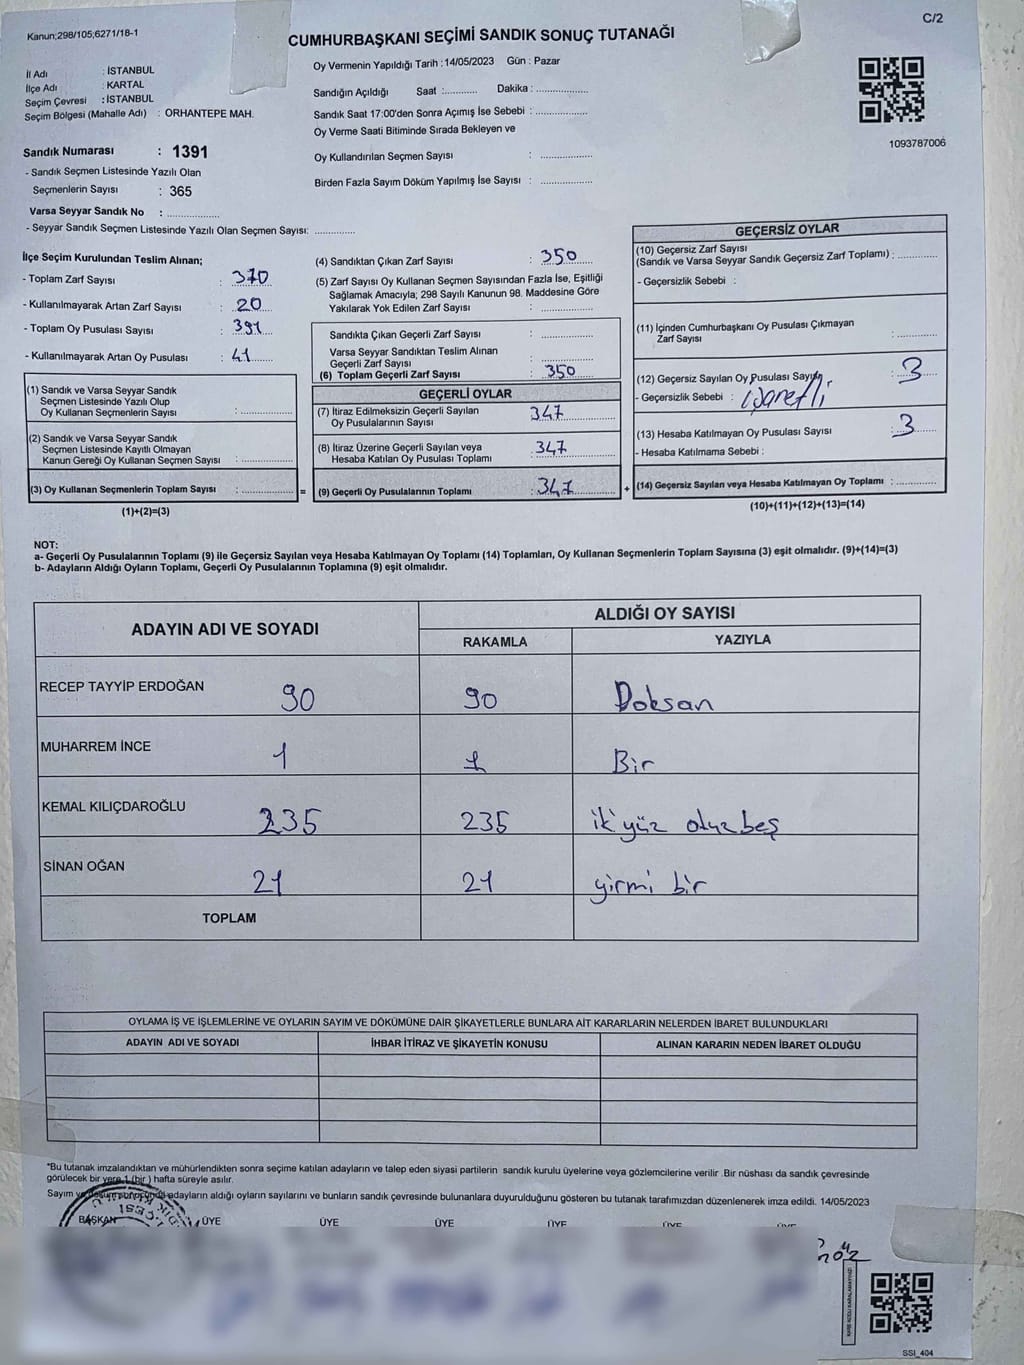 Kanun;298/105;6271/18-1
C/2
CUMHURBAŞKANI SEÇİMİ SANDIK SONUÇ TUTANAĞI
İl Adı : İSTANBUL
İlçe Adı : KARTAL
Seçim Çevresi : İSTANBUL
Seçim Bölgesi (Mahalle Adı) : ORHANTEPE MAH.
Sandık Numarası : 1391
- Sandık Seçmen Listesinde Yazılı Olan
Seçmenlerin Sayısı : 365
Varsa Seyyar Sandık No : ..................
- Seyyar Sandık Seçmen Listesinde Yazılı Olan Seçmen Sayısı: ..............
Oy Vermenin Yapıldığı Tarih : 14/05/2023 Gün : Pazar
Sandığın Açıldığı Saat :........... Dakika : ..................
Sandık Saat 17:00'den Sonra Açımış İse Sebebi : ..................
Oy Verme Saati Bitiminde Sırada Bekleyen ve
Oy Kullandırılan Seçmen Sayısı : ..................
Birden Fazla Sayım Döküm Yapılmış İse Sayısı : ..................
1093787006
İlçe Seçim Kurulundan Teslim Alınan;
- Toplam Zarf Sayısı : 370
- Kullanılmayarak Artan Zarf Sayısı : 20
- Toplam Oy Pusulası Sayısı : 391
- Kullanılmayarak Artan Oy Pusulası : 41
(1) Sandık ve Varsa Seyyar Sandık
Seçmen Listesinde Yazılı Olup
Oy Kullanan Seçmenlerin Sayısı : ..................
(2) Sandık ve Varsa Seyyar Sandık
Seçmen Listesinde Kayıtlı Olmayan
Kanun Gereği Oy Kullanan Seçmen Sayısı : ..................
(3) Oy Kullanan Seçmenlerin Toplam Sayısı : .................. =
(1)+(2)=(3)
(4) Sandıktan Çıkan Zarf Sayısı : 350
(5) Zarf Sayısı Oy Kullanan Seçmen Sayısından Fazla İse, Eşitliği
Sağlamak Amacıyla; 298 Sayılı Kanunun 98. Maddesine Göre
Yakılarak Yok Edilen Zarf Sayısı : ..................
Sandıkta Çıkan Geçerli Zarf Sayısı : ..................
Varsa Seyyar Sandıktan Teslim Alınan
Geçerli Zarf Sayısı : ..................
(6) Toplam Geçerli Zarf Sayısı : 350
GEÇERLİ OYLAR
(7) İtiraz Edilmeksizin Geçerli Sayılan
Oy Pusulalarının Sayısı : 347
(8) İtiraz Üzerine Geçerli Sayılan veya
Hesaba Katılan Oy Pusulası Toplamı : 347
(9) Geçerli Oy Pusulalarının Toplamı : 347 +
GEÇERSİZ OYLAR
(10) Geçersiz Zarf Sayısı
(Sandık ve Varsa Seyyar Sandık Geçersiz Zarf Toplamı) : ..............
- Geçersizlik Sebebi :
(11) İçinden Cumhurbaşkanı Oy Pusulası Çıkmayan
Zarf Sayısı : ..............
(12) Geçersiz Sayılan Oy Pusulası Sayısı : 3
- Geçersizlik Sebebi : işaretli
(13) Hesaba Katılmayan Oy Pusulası Sayısı : 3
- Hesaba Katılmama Sebebi :
(14) Geçersiz Sayılan veya Hesaba Katılmayan Oy Toplamı : ..............
(10)+(11)+(12)+(13)=(14)
NOT:
a- Geçerli Oy Pusulalarının Toplamı (9) ile Geçersiz Sayılan veya Hesaba Katılmayan Oy Toplamı (14) Toplamları, Oy Kullanan Seçmenlerin Toplam Sayısına (3) eşit olmalıdır. (9)+(14)=(3)
b- Adayların Aldığı Oyların Toplamı, Geçerli Oy Pusulalarının Toplamına (9) eşit olmalıdır.
ADAYIN ADI VE SOYADI
ALDIĞI OY SAYISI
RAKAMLA YAZIYLA
RECEP TAYYİP ERDOĞAN 90 90 Doksan
MUHARREM İNCE 1 1 Bir
KEMAL KILIÇDAROĞLU 235 235 ikiyüz otuzbeş
SİNAN OĞAN 21 21 yirmi bir
TOPLAM
OYLAMA İŞ VE İŞLEMLERİNE VE OYLARIN SAYIM VE DÖKÜMÜNE DAİR ŞİKAYETLERLE BUNLARA AİT KARARLARIN NELERDEN İBARET BULUNDUKLARI
ADAYIN ADI VE SOYADI İHBAR İTİRAZ VE ŞİKAYETİN KONUSU ALINAN KARARIN NEDEN İBARET OLDUĞU
*Bu tutanak imzalandıktan ve mühürlendikten sonra seçime katılan adayların ve talep eden siyasi partilerin sandık kurulu üyelerine veya gözlemcilerine verilir .Bir nüshası da sandık çevresinde
görülecek bir yere 1 (bir ) hafta süreyle asılır.
Sayım ve döküm sonucunda adayların aldığı oyların sayılarını ve bunların sandık çevresinde bulunanlara duyurulduğunu gösteren bu tutanak tarafımızdan düzenlenerek imza edildi. 14/05/2023
BAŞKAN ÜYE ÜYE ÜYE ÜYE ÜYE ÜYE
KARE KODU KARALAMAYINIZ!
SSI_404